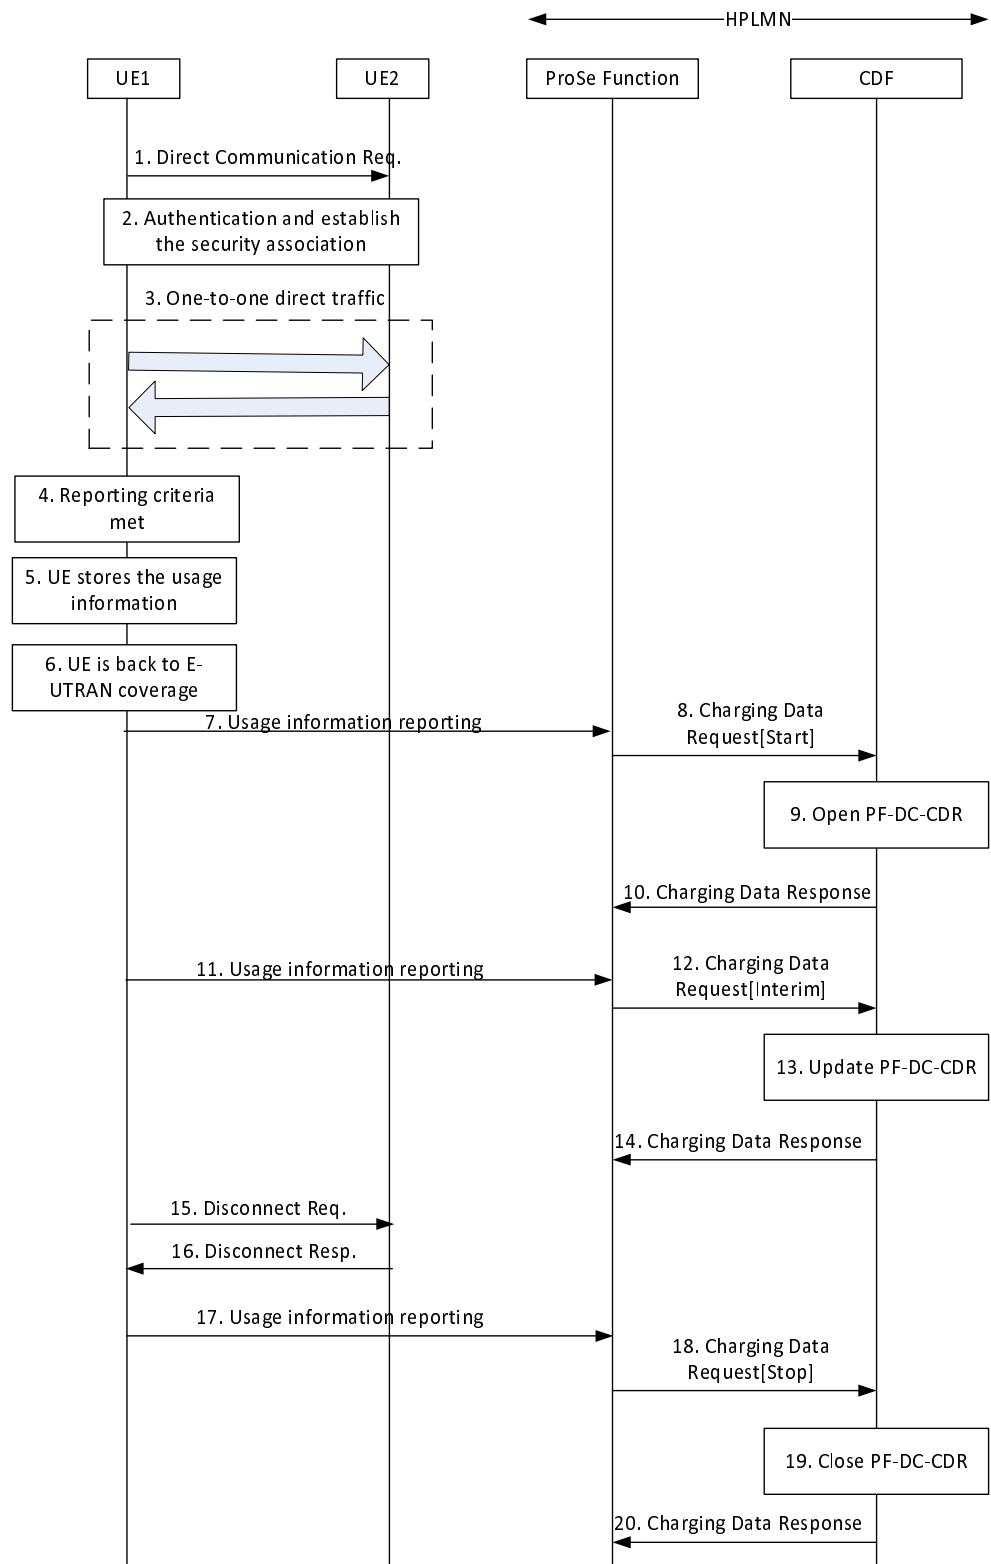 HPLMN
UE1
UE2
ProSe Function
CDF
1. Direct Communication Req.
2. Authentication and establish
the security association
3. One-to-one direct traffic
4. Reporting criteria
met
5. UE stores the usage
information
6. UE is back to E-
UTRAN coverage
7. Usage information reporting
8. Charging Data
Request[Start]
9. Open PF-DC-CDR
10. Charging Data Response
11. Usage information reporting
12. Charging Data
Request[Interim]
13. Update PF-DC-CDR
14. Charging Data Response
15. Disconnect Req.
16. Disconnect Resp.
17. Usage information reporting
18. Charging Data
Request[Stop]
19. Close PF-DC-CDR
20. Charging Data Response